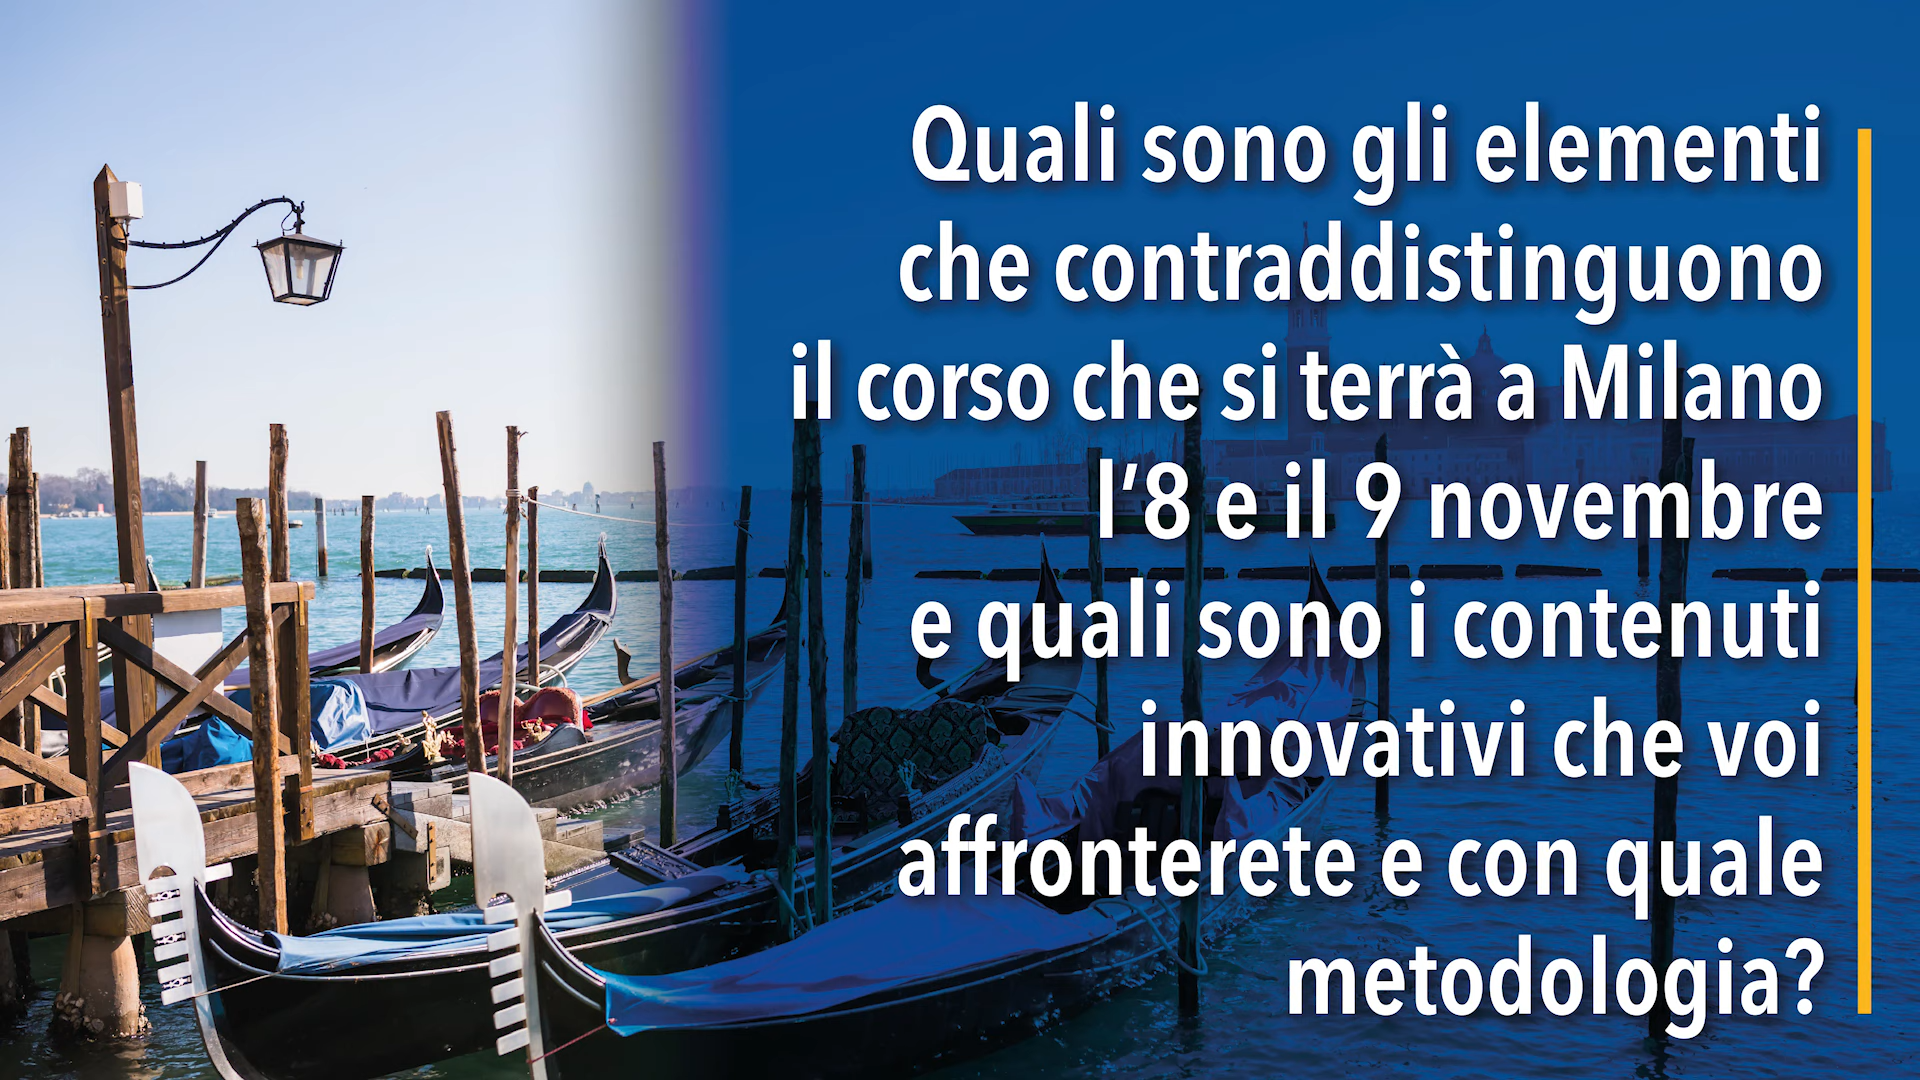 Quali sono gli elementi
che contraddistinguono
il corso che si terrà a Milano
l’8 e il 9 novembre
e quali sono i contenuti
innovativi che voi
affronterete e con quale
metodologia?